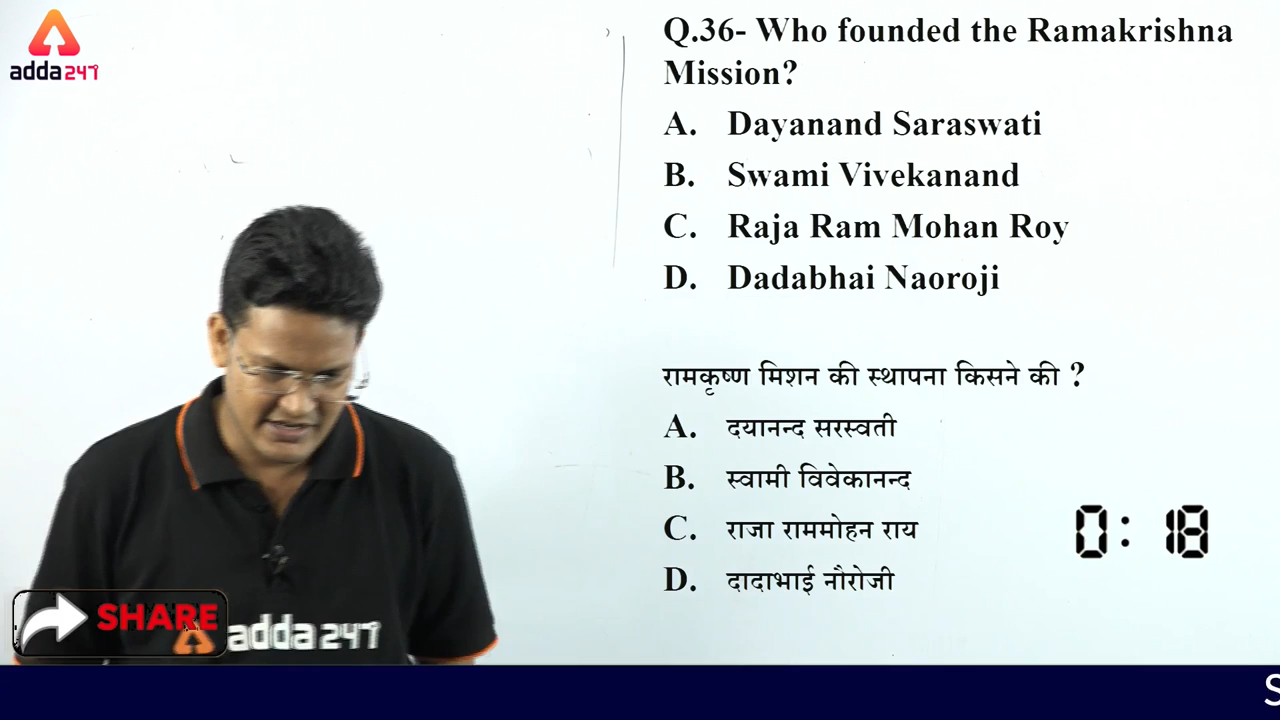 adda247
Q.36- Who founded the Ramakrishna
Mission?
A. Dayanand Saraswati
B. Swami Vivekanand
C. Raja Ram Mohan Roy
D. Dadabhai Naoroji
रामकृष्ण मिशन की स्थापना किसने की ?
A. दयानन्द सरस्वती
B. स्वामी विवेकानन्द
C. राजा राममोहन राय
D. दादाभाई नौरोजी
0: 18
SHARE
adda247